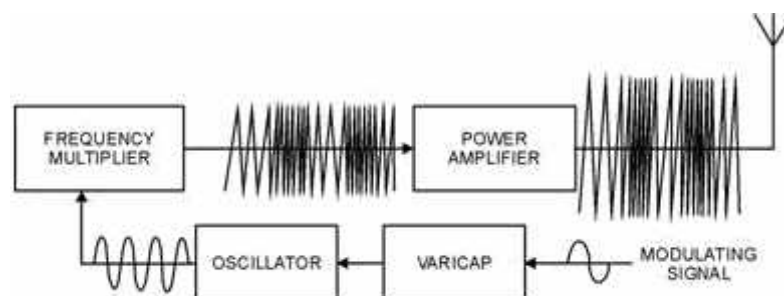 FREQUENCY
MULTIPLIER
POWER
AMPLIFIER
OSCILLATOR
VARICAP
MODULATING
SIGNAL